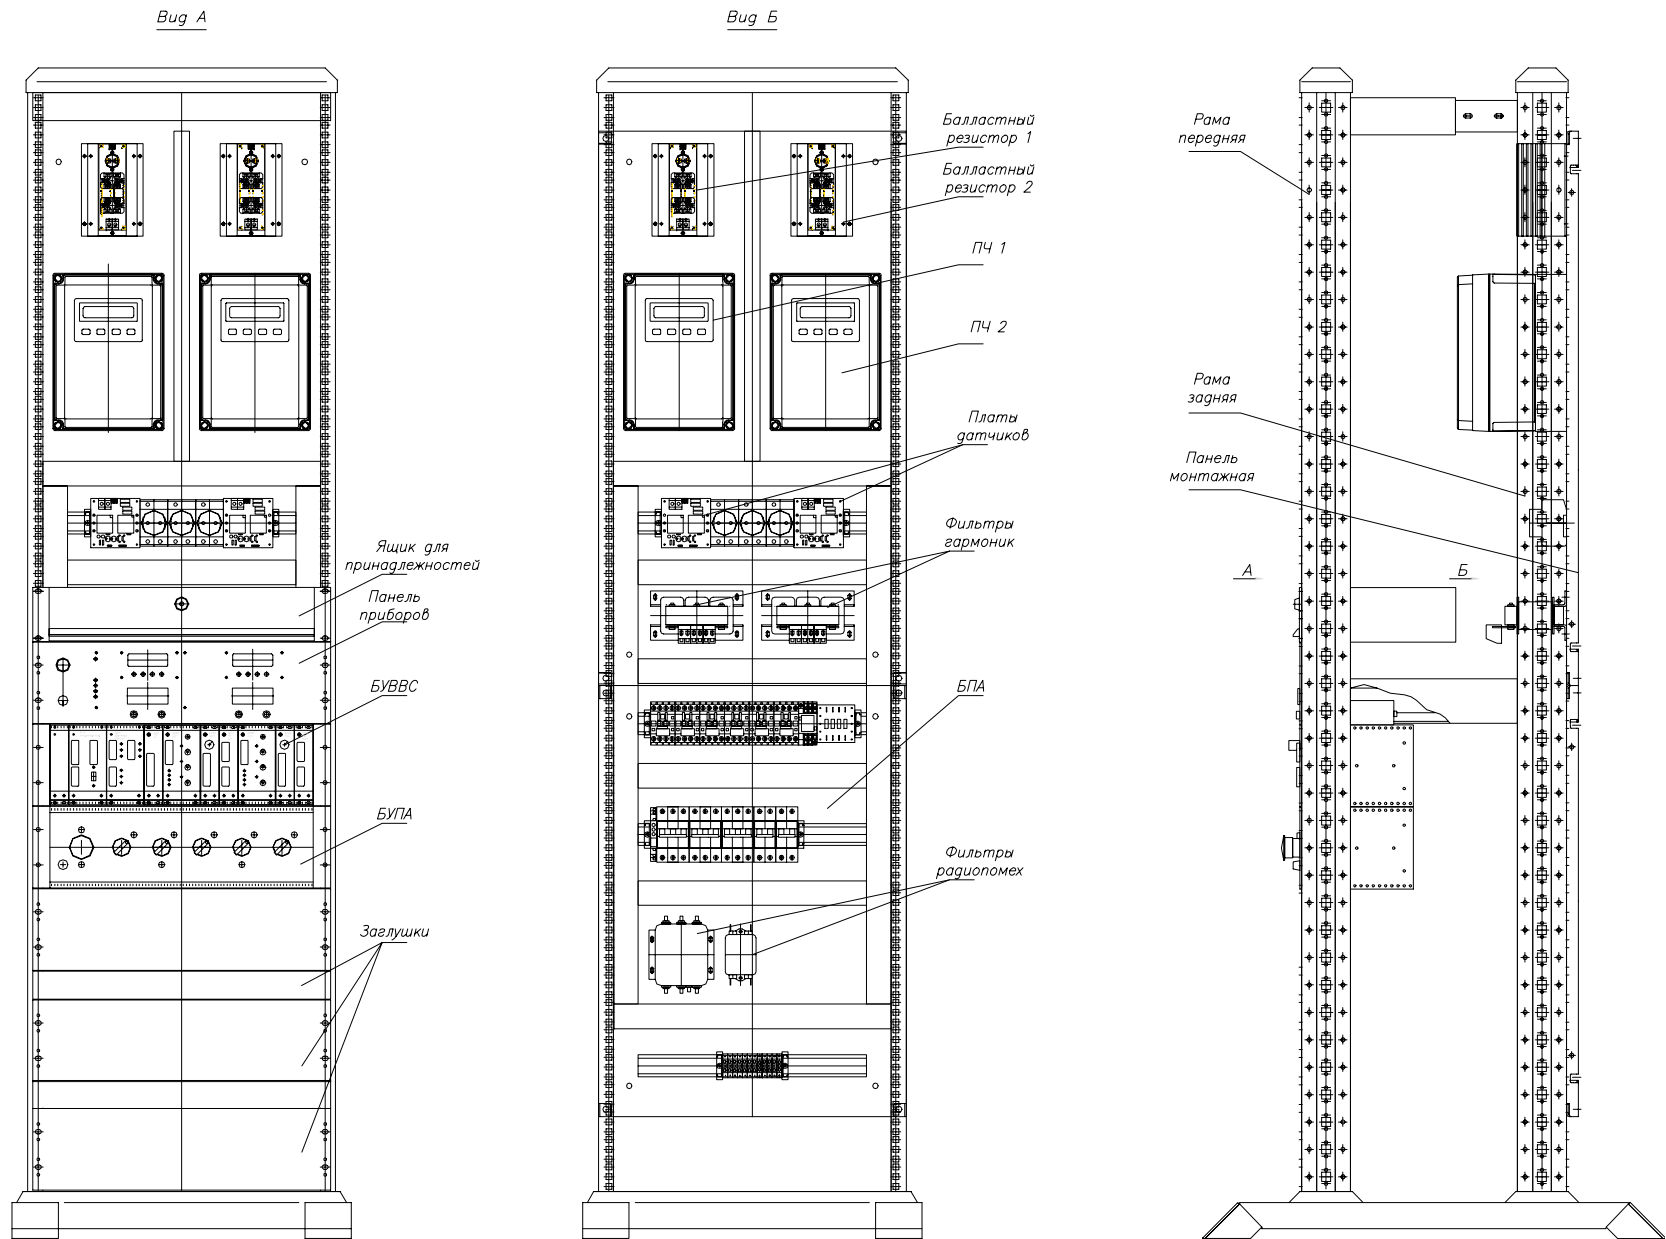 Вид А
Вид Б
Балластный
резистор 1
Балластный
резистор 2
ПЧ 1
ПЧ 2
Платы
датчиков
Фильтры
гармоник
БПА
Фильтры
радиопомех
Ящик для
принадлежностей
Панель
приборов
БУВВС
БУПА
Заглушки
Рама
передняя
Рама
задняя
Панель
монтажная
А
Б